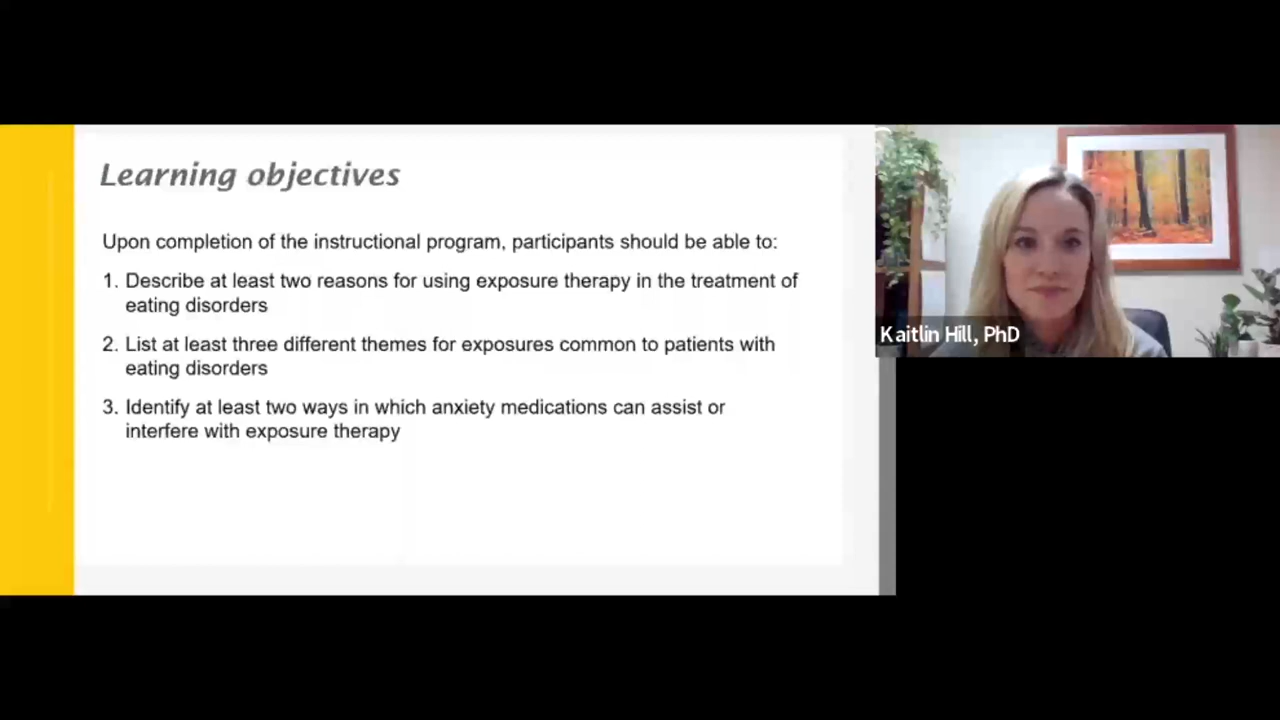 Learning objectives
Upon completion of the instructional program, participants should be able to:
1. Describe at least two reasons for using exposure therapy in the treatment of
eating disorders
2. List at least three different themes for exposures common to patients with
eating disorders
3. Identify at least two ways in which anxiety medications can assist or
interfere with exposure therapy
Kaitlin Hill, PhD